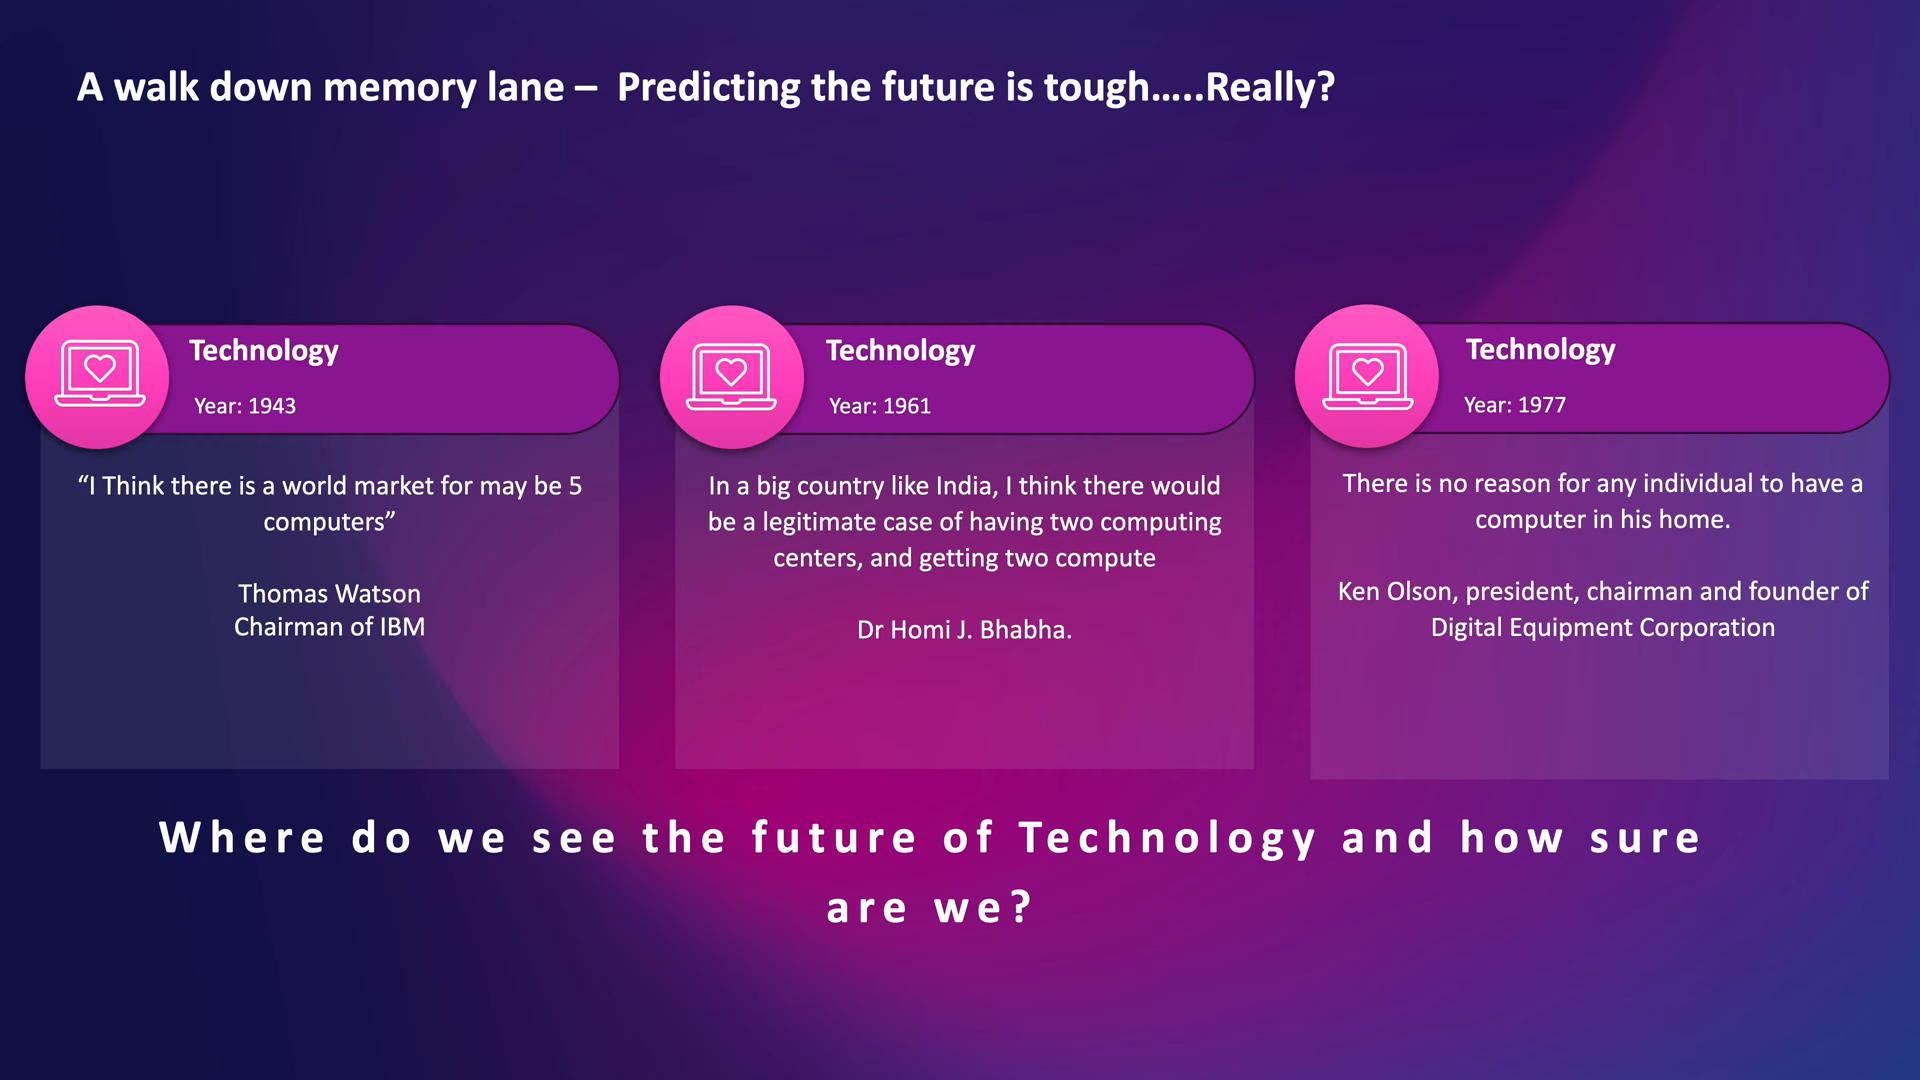 A walk down memory lane – Predicting the future is tough…..Really?
Technology
Year: 1943
“I Think there is a world market for may be 5
computers”
Thomas Watson
Chairman of IBM
Technology
Year: 1961
In a big country like India, I think there would
be a legitimate case of having two computing
centers, and getting two compute
Dr Homi J. Bhabha.
Technology
Year: 1977
There is no reason for any individual to have a
computer in his home.
Ken Olson, president, chairman and founder of
Digital Equipment Corporation
Where do we see the future of Technology and how sure
are we?